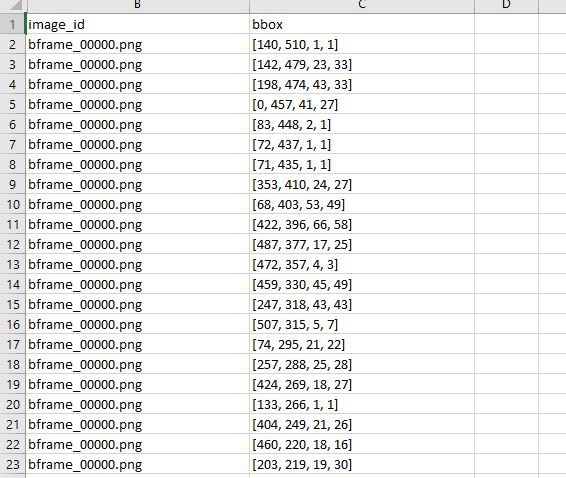 B C D
1 image_id bbox
2 bframe_00000.png [140, 510, 1, 1]
3 bframe_00000.png [142, 479, 23, 33]
4 bframe_00000.png [198, 474, 43, 33]
5 bframe_00000.png [0, 457, 41, 27]
6 bframe_00000.png [83, 448, 2, 1]
7 bframe_00000.png [72, 437, 1, 1]
8 bframe_00000.png [71, 435, 1, 1]
9 bframe_00000.png [353, 410, 24, 27]
10 bframe_00000.png [68, 403, 53, 49]
11 bframe_00000.png [422, 396, 66, 58]
12 bframe_00000.png [487, 377, 17, 25]
13 bframe_00000.png [472, 357, 4, 3]
14 bframe_00000.png [459, 330, 45, 49]
15 bframe_00000.png [247, 318, 43, 43]
16 bframe_00000.png [507, 315, 5, 7]
17 bframe_00000.png [74, 295, 21, 22]
18 bframe_00000.png [257, 288, 25, 28]
19 bframe_00000.png [424, 269, 18, 27]
20 bframe_00000.png [133, 266, 1, 1]
21 bframe_00000.png [404, 249, 21, 26]
22 bframe_00000.png [460, 220, 18, 16]
23 bframe_00000.png [203, 219, 19, 30]